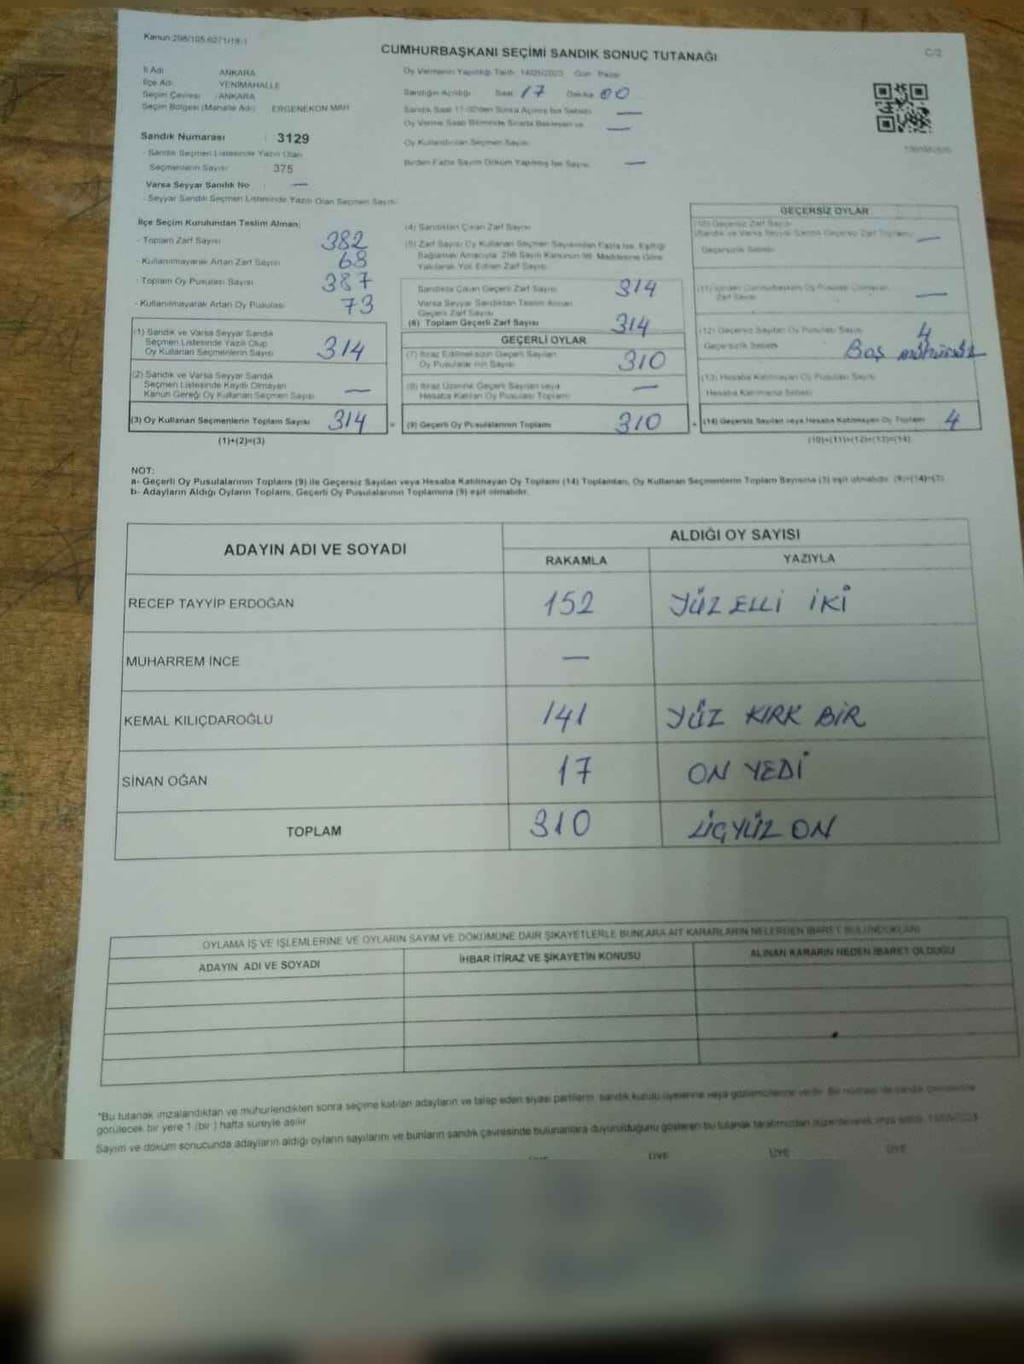 Kanun:298/105,6271/19-1
CUMHURBAŞKANI SEÇİMİ SANDIK SONUÇ TUTANAĞI
C/2
İl Adı ANKARA
İlçe Adı YENİMAHALLE
Seçim Çevresi ANKARA
Seçim Bölgesi (Mahalle Adı) ERGENEKON MAH
Sandık Numarası : 3129
- Sandık Seçmen Listesinde Yazılı Olan
Seçmenlerin Sayısı 375
Varsa Seyyar Sandık No —
- Seyyar Sandık Seçmen Listesinde Yazılı Olan Seçmen Sayısı
Oy Vermenin Yapıldığı Tarih 14/05/2023 Gün Pazar
Sandığın Açıldığı Saat 17 Dakika 00
Sandık Saat 17:00'den Sonra Açılmış İse Sebebi —
Oy Verme Saati Bitiminde Sırada Bekleyen ve —
Oy Kullandırılan Seçmen Sayısı
Birden Fazla Sayım Döküm Yapılmış İse Sayısı —
İlçe Seçim Kurulundan Teslim Alınan;
- Toplam Zarf Sayısı 382
- Kullanılmayarak Artan Zarf Sayısı 68
- Toplam Oy Pusulası Sayısı 387
- Kullanılmayarak Artan Oy Pusulası 73
(1) Sandık ve Varsa Seyyar Sandık
Seçmen Listesinde Yazılı Olup
Oy Kullanan Seçmenlerin Sayısı 314
(2) Sandık ve Varsa Seyyar Sandık
Seçmen Listesinde Kayıtlı Olmayan
Kanun Gereği Oy Kullanan Seçmen Sayısı —
(3) Oy Kullanan Seçmenlerin Toplam Sayısı 314
(1)+(2)=(3)
(4) Sandıktan Çıkan Zarf Sayısı
(5) Zarf Sayısı Oy Kullanan Seçmen Sayısından Fazla İse, Eşitliği
Sağlamak Amacıyla, 298 Sayılı Kanunun 98. Maddesine Göre
Yakılarak Yok Edilen Zarf Sayısı
Sandıkta Çıkan Geçerli Zarf Sayısı 314
Varsa Seyyar Sandıktan Teslim Alınan
Geçerli Zarf Sayısı
(6) Toplam Geçerli Zarf Sayısı 314
GEÇERLİ OYLAR
(7) İtiraz Edilmeksizin Geçerli Sayılan
Oy Pusulalarının Sayısı 310
(8) İtiraz Üzerine Geçerli Sayılan veya
Hesaba Katılan Oy Pusulası Toplamı —
= (9) Geçerli Oy Pusulalarının Toplamı 310
GEÇERSİZ OYLAR
(10) Geçersiz Zarf Sayısı
(Sandık ve Varsa Seyyar Sandık Geçersiz Zarf Toplamı) —
Geçersizlik Sebebi
Zarf Sayısı —
(12) Geçersiz Sayılan Oy Pusulası Sayısı 4
Geçersizlik Sebebi Boş mühürsüz
(13) Hesaba Katılmayan Oy Pusulası Sayısı
Hesaba Katılmama Sebebi
+ (14) Geçersiz Sayılan veya Hesaba Katılmayan Oy Toplamı 4
(10)+(11)+(12)+(13)=(14)
NOT:
a- Geçerli Oy Pusulalarının Toplamı (9) ile Geçersiz Sayılan veya Hesaba Katılmayan Oy Toplamı (14) Toplamları, Oy Kullanan Seçmenlerin Toplam Sayısına (3) eşit olmalıdır. (9)+(14)=(3)
b- Adayların Aldığı Oyların Toplamı, Geçerli Oy Pusulalarının Toplamına (9) eşit olmalıdır.
ADAYIN ADI VE SOYADI
ALDIĞI OY SAYISI
RAKAMLA YAZIYLA
RECEP TAYYİP ERDOĞAN 152 YÜZ ELLİ İKİ
MUHARREM İNCE —
KEMAL KILIÇDAROĞLU 141 YÜZ KIRK BİR
SİNAN OĞAN 17 ON YEDİ
TOPLAM 310 ÜÇYÜZ ON
OYLAMA İŞ VE İŞLEMLERİNE VE OYLARIN SAYIM VE DÖKÜMÜNE DAİR ŞİKAYETLERLE BUNLARA AİT KARARLARIN NELERDEN İBARET BULUNDUKLARI
ADAYIN ADI VE SOYADI İHBAR İTİRAZ VE ŞİKAYETİN KONUSU ALINAN KARARIN NEDEN İBARET OLDUĞU
*Bu tutanak imzalandıktan ve mühürlendikten sonra seçime katılan adayların ve talep eden siyasi partilerin, sandık kurulu üyelerine veya gözlemcilerine verilir. Bir nüshası da sandık çevresinde
görülecek bir yere 1 (bir ) hafta süreyle asılır.
Sayım ve döküm sonucunda adayların aldığı oyların sayılarını ve bunların sandık çevresinde bulunanlara duyurulduğunu gösteren bu tutanak tarafımızdan düzenlenerek imza edildi.
ÜYE ÜYE ÜYE ÜYE